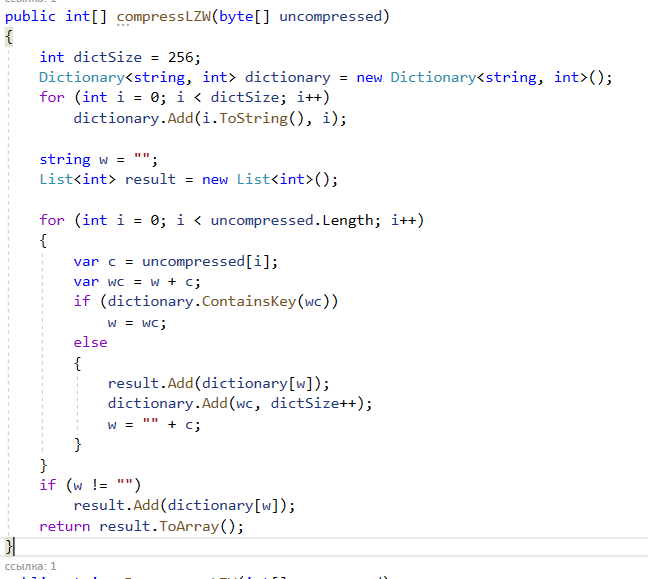 ссылка: 1
public int[] compressLZW(byte[] uncompressed)
{
    int dictSize = 256;
    Dictionary<string, int> dictionary = new Dictionary<string, int>();
    for (int i = 0; i < dictSize; i++)
        dictionary.Add(i.ToString(), i);

    string w = "";
    List<int> result = new List<int>();

    for (int i = 0; i < uncompressed.Length; i++)
    {
        var c = uncompressed[i];
        var wc = w + c;
        if (dictionary.ContainsKey(wc))
            w = wc;
        else
        {
            result.Add(dictionary[w]);
            dictionary.Add(wc, dictSize++);
            w = "" + c;
        }
    }
    if (w != "")
        result.Add(dictionary[w]);
    return result.ToArray();
}
ссылка: 1